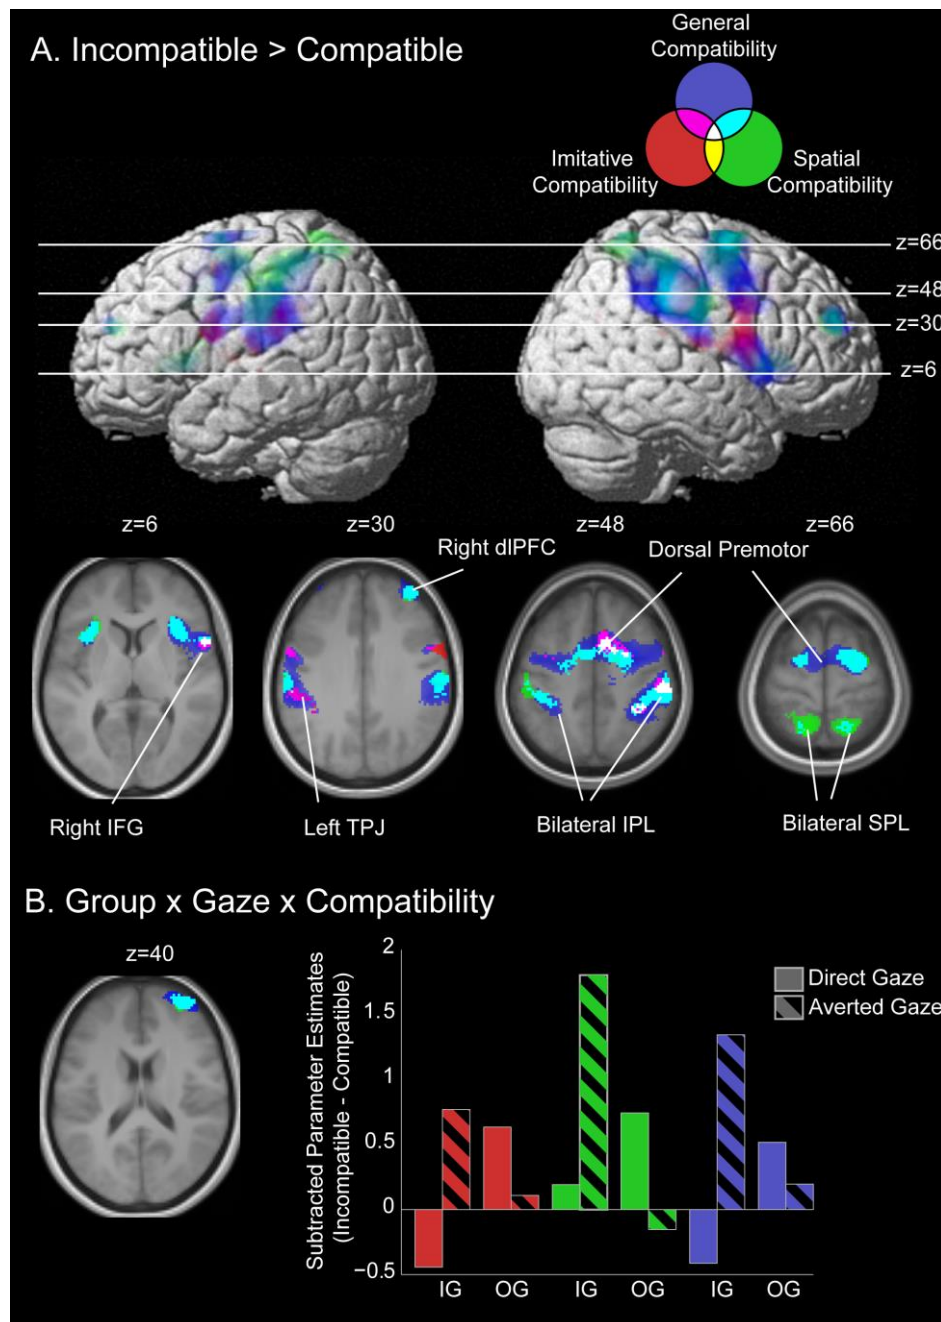 A. Incompatible > Compatible
General
Compatibility
Imitative
Compatibility
Spatial
Compatibility
z=66
z=48
z=30
z=6
z=6
z=30
z=48
z=66
Right dlPFC
Dorsal Premotor
Right IFG
Left TPJ
Bilateral IPL
Bilateral SPL
B. Group x Gaze x Compatibility
z=40
Subtracted Parameter Estimates
(Incompatible - Compatible)
2
1.5
1
0.5
0
−0.5
Direct Gaze
Averted Gaze
IG
OG
IG
OG
IG
OG